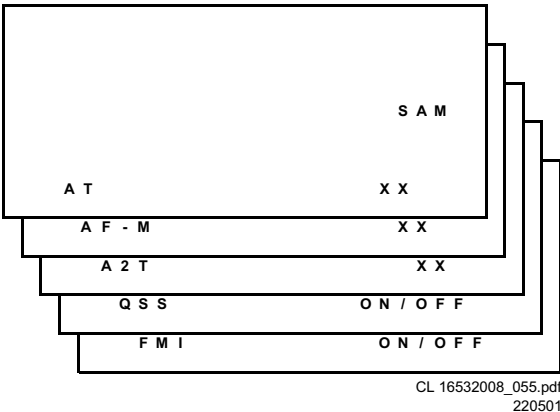 SAM
AT XX
AF-M XX
A2T XX
QSS ON/OFF
FMI ON/OFF
CL 16532008_055.pdf
220501